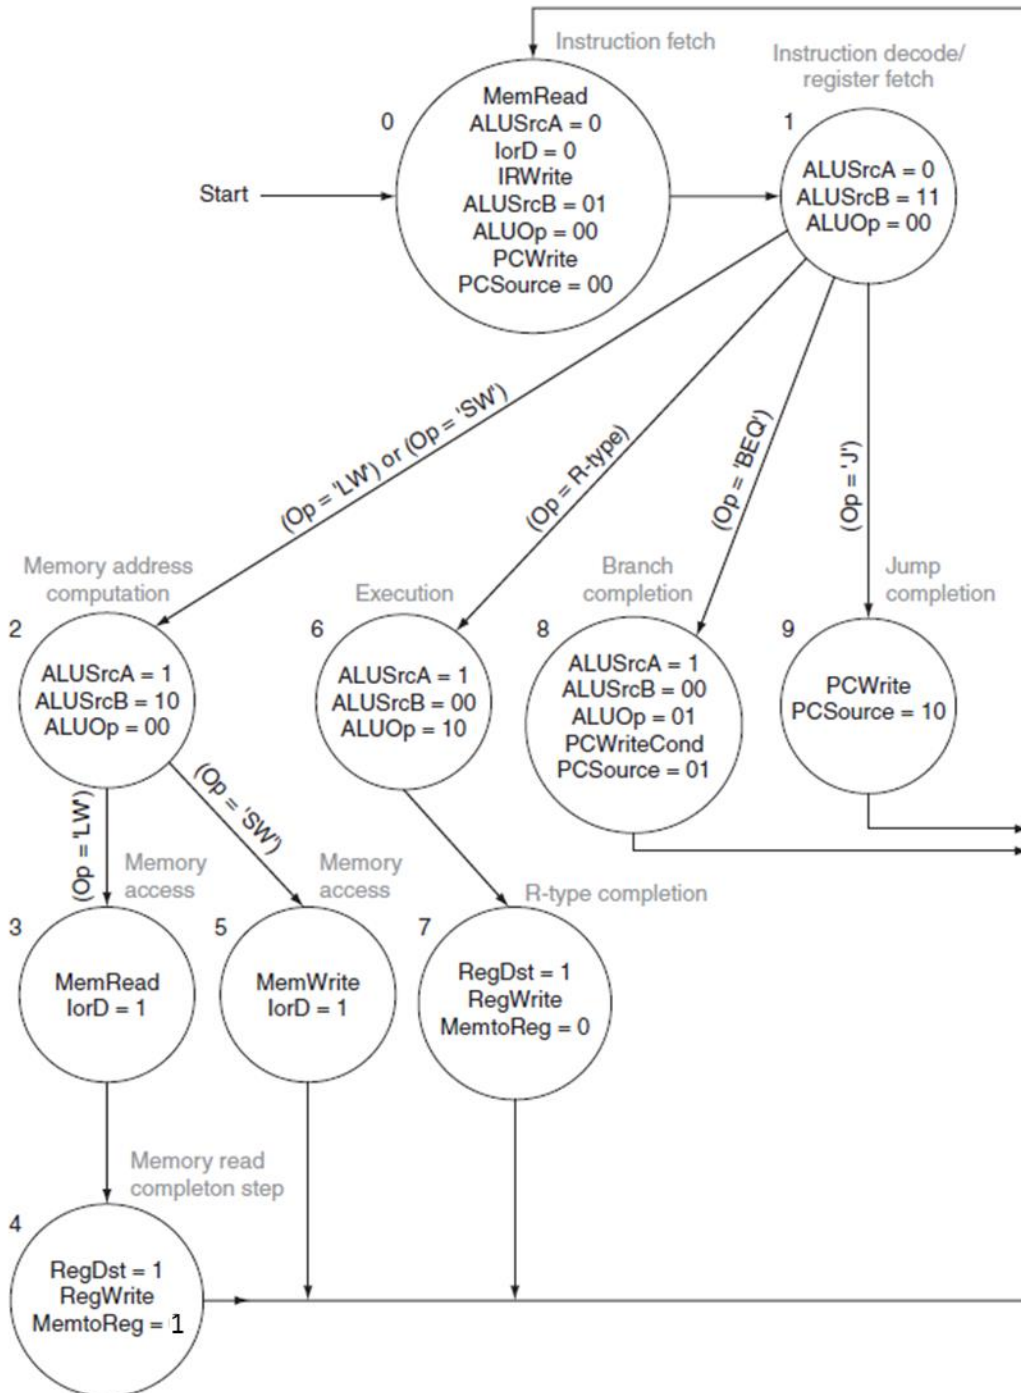 Instruction fetch
Instruction decode/
register fetch
0
MemRead
ALUSrcA = 0
IorD = 0
IRWrite
ALUSrcB = 01
ALUOp = 00
PCWrite
PCSource = 00
1
ALUSrcA = 0
ALUSrcB = 11
ALUOp = 00
Start
(Op = 'LW') or (Op = 'SW')
(Op = R-type)
(Op = 'BEQ')
(Op = 'J')
Memory address
computation
2
ALUSrcA = 1
ALUSrcB = 10
ALUOp = 00
Execution
6
ALUSrcA = 1
ALUSrcB = 00
ALUOp = 10
Branch
completion
8
ALUSrcA = 1
ALUSrcB = 00
ALUOp = 01
PCWriteCond
PCSource = 01
Jump
completion
9
PCWrite
PCSource = 10
(Op = 'LW')
(Op = 'SW')
Memory
access
3
MemRead
IorD = 1
Memory
access
5
MemWrite
IorD = 1
R-type completion
7
RegDst = 1
RegWrite
MemtoReg = 0
Memory read
completon step
4
RegDst = 1
RegWrite
MemtoReg = 1